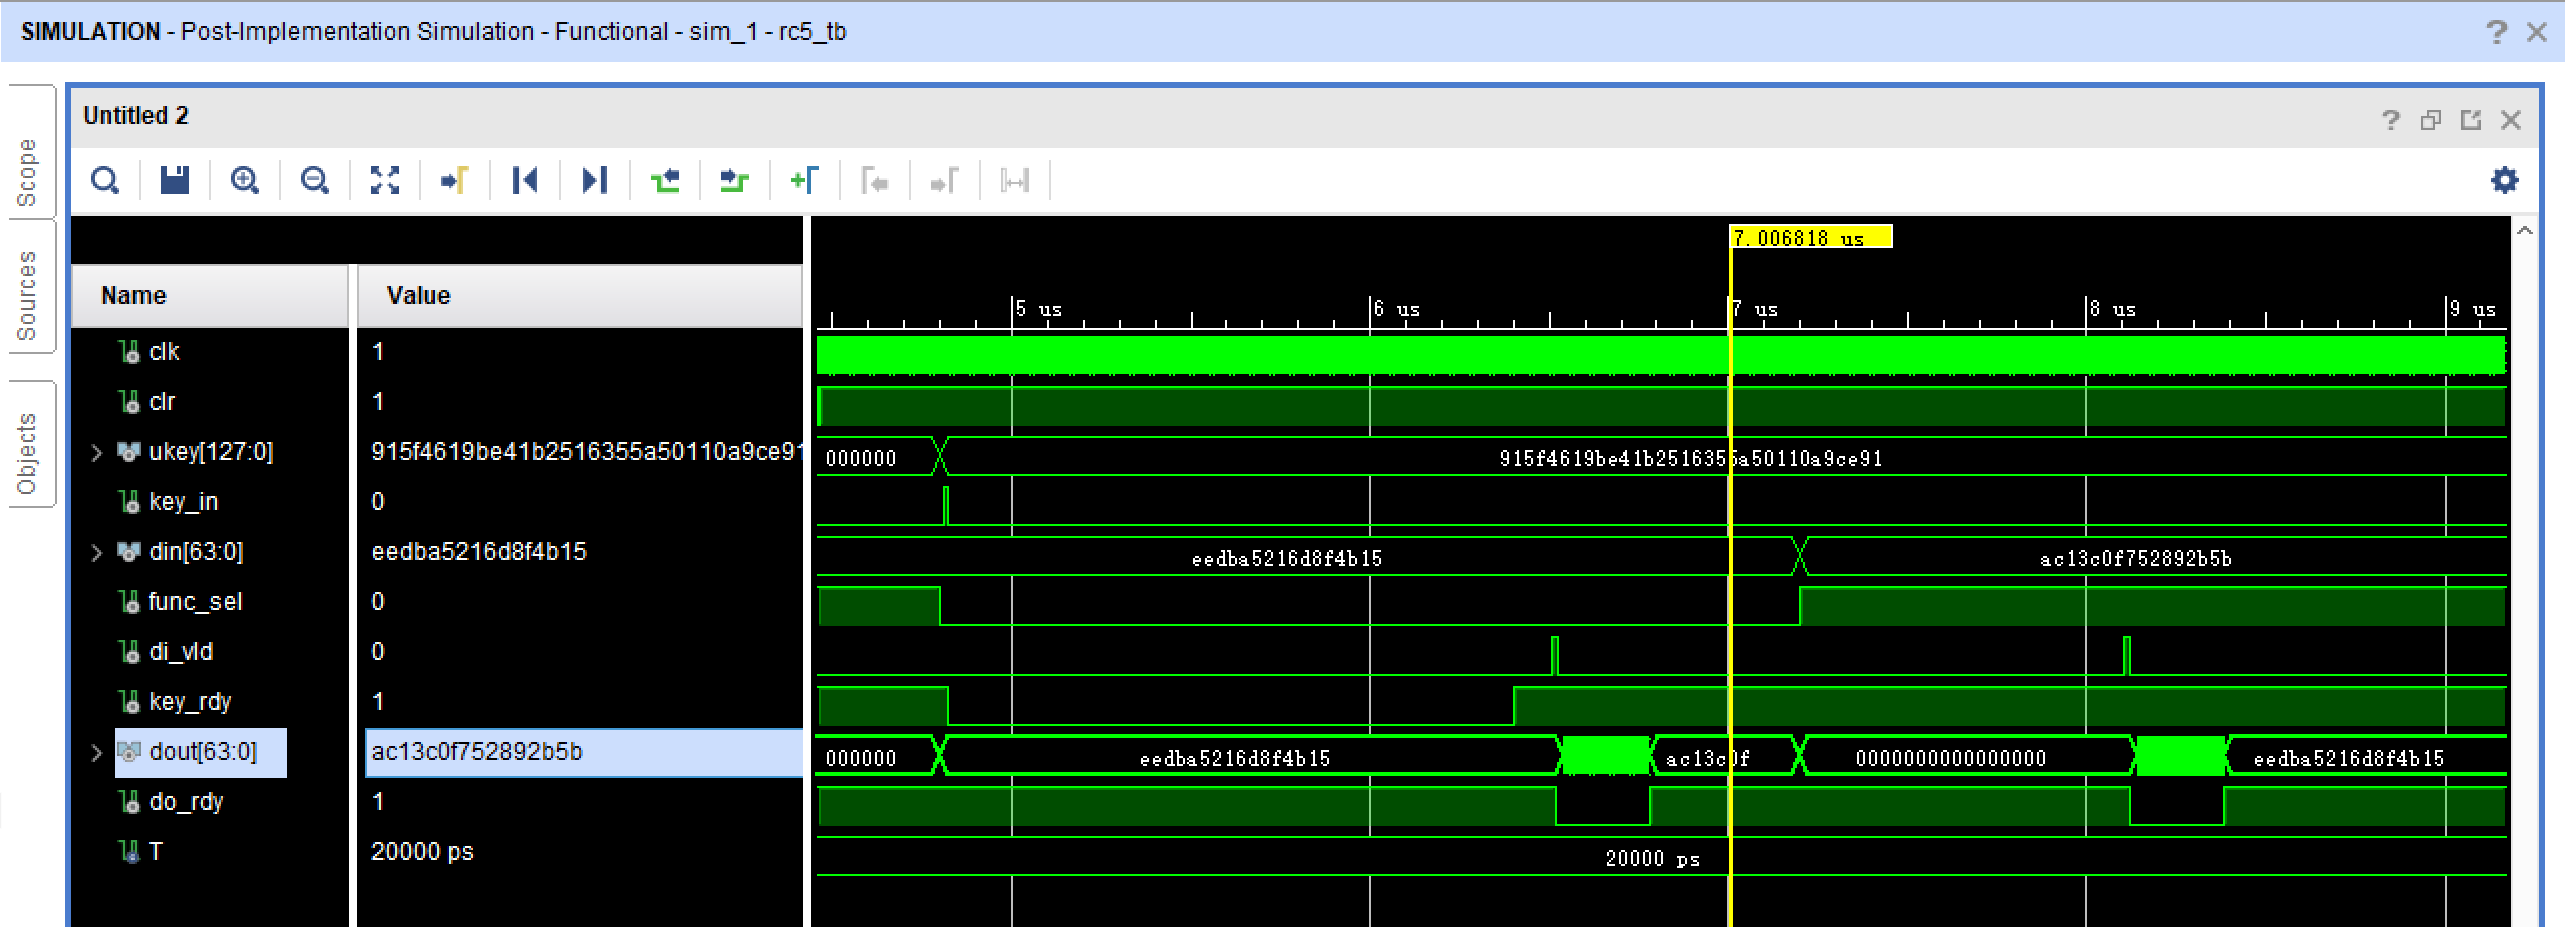 SIMULATION - Post-Implementation Simulation - Functional - sim_1 - rc5_tb
Scope
Sources
Objects
Untitled 2
7.006818 us
Name Value
5 us 6 us 7 us 8 us 9 us
clk 1
clr 1
ukey[127:0] 915f4619be41b2516355a50110a9ce91 000000 915f4619be41b2516355a50110a9ce91
key_in 0
din[63:0] eedba5216d8f4b15 eedba5216d8f4b15 ac13c0f752892b5b
func_sel 0
di_vld 0
key_rdy 1
dout[63:0] ac13c0f752892b5b 000000 eedba5216d8f4b15 ac13c0f 0000000000000000 eedba5216d8f4b15
do_rdy 1
T 20000 ps 20000 ps